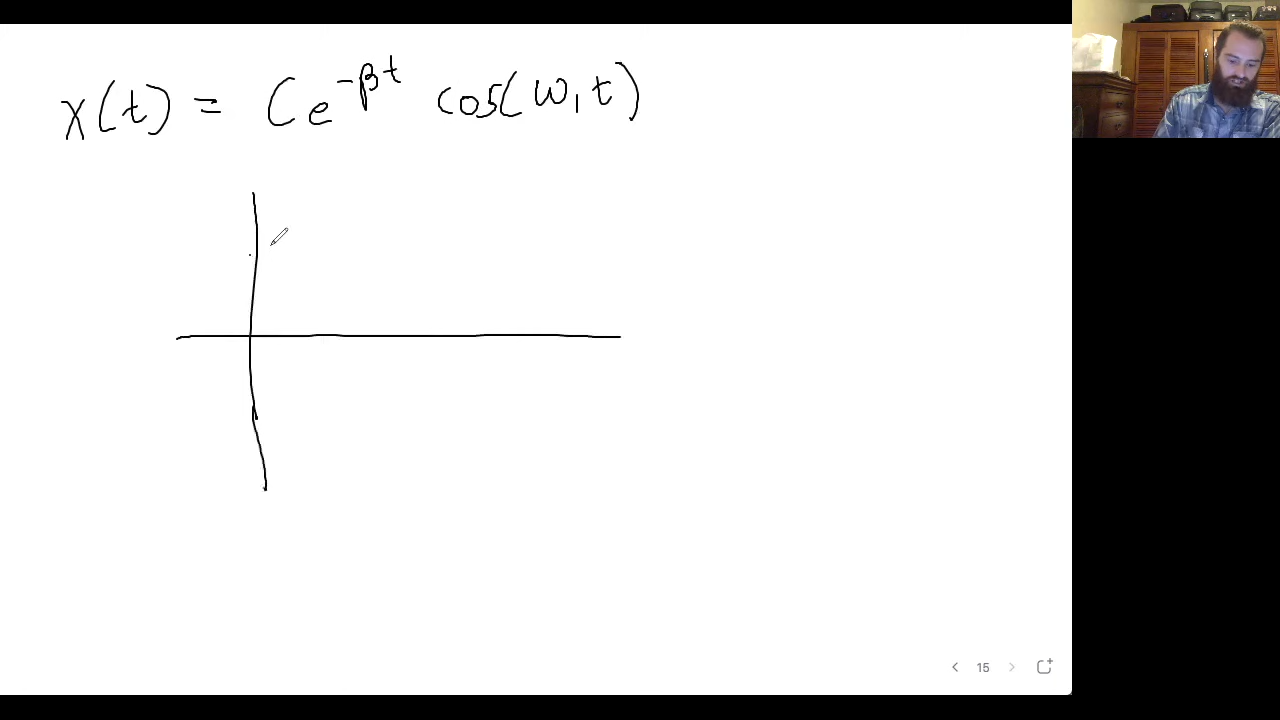 x(t) = Ce^{-βt} cos(ω₁t)
15